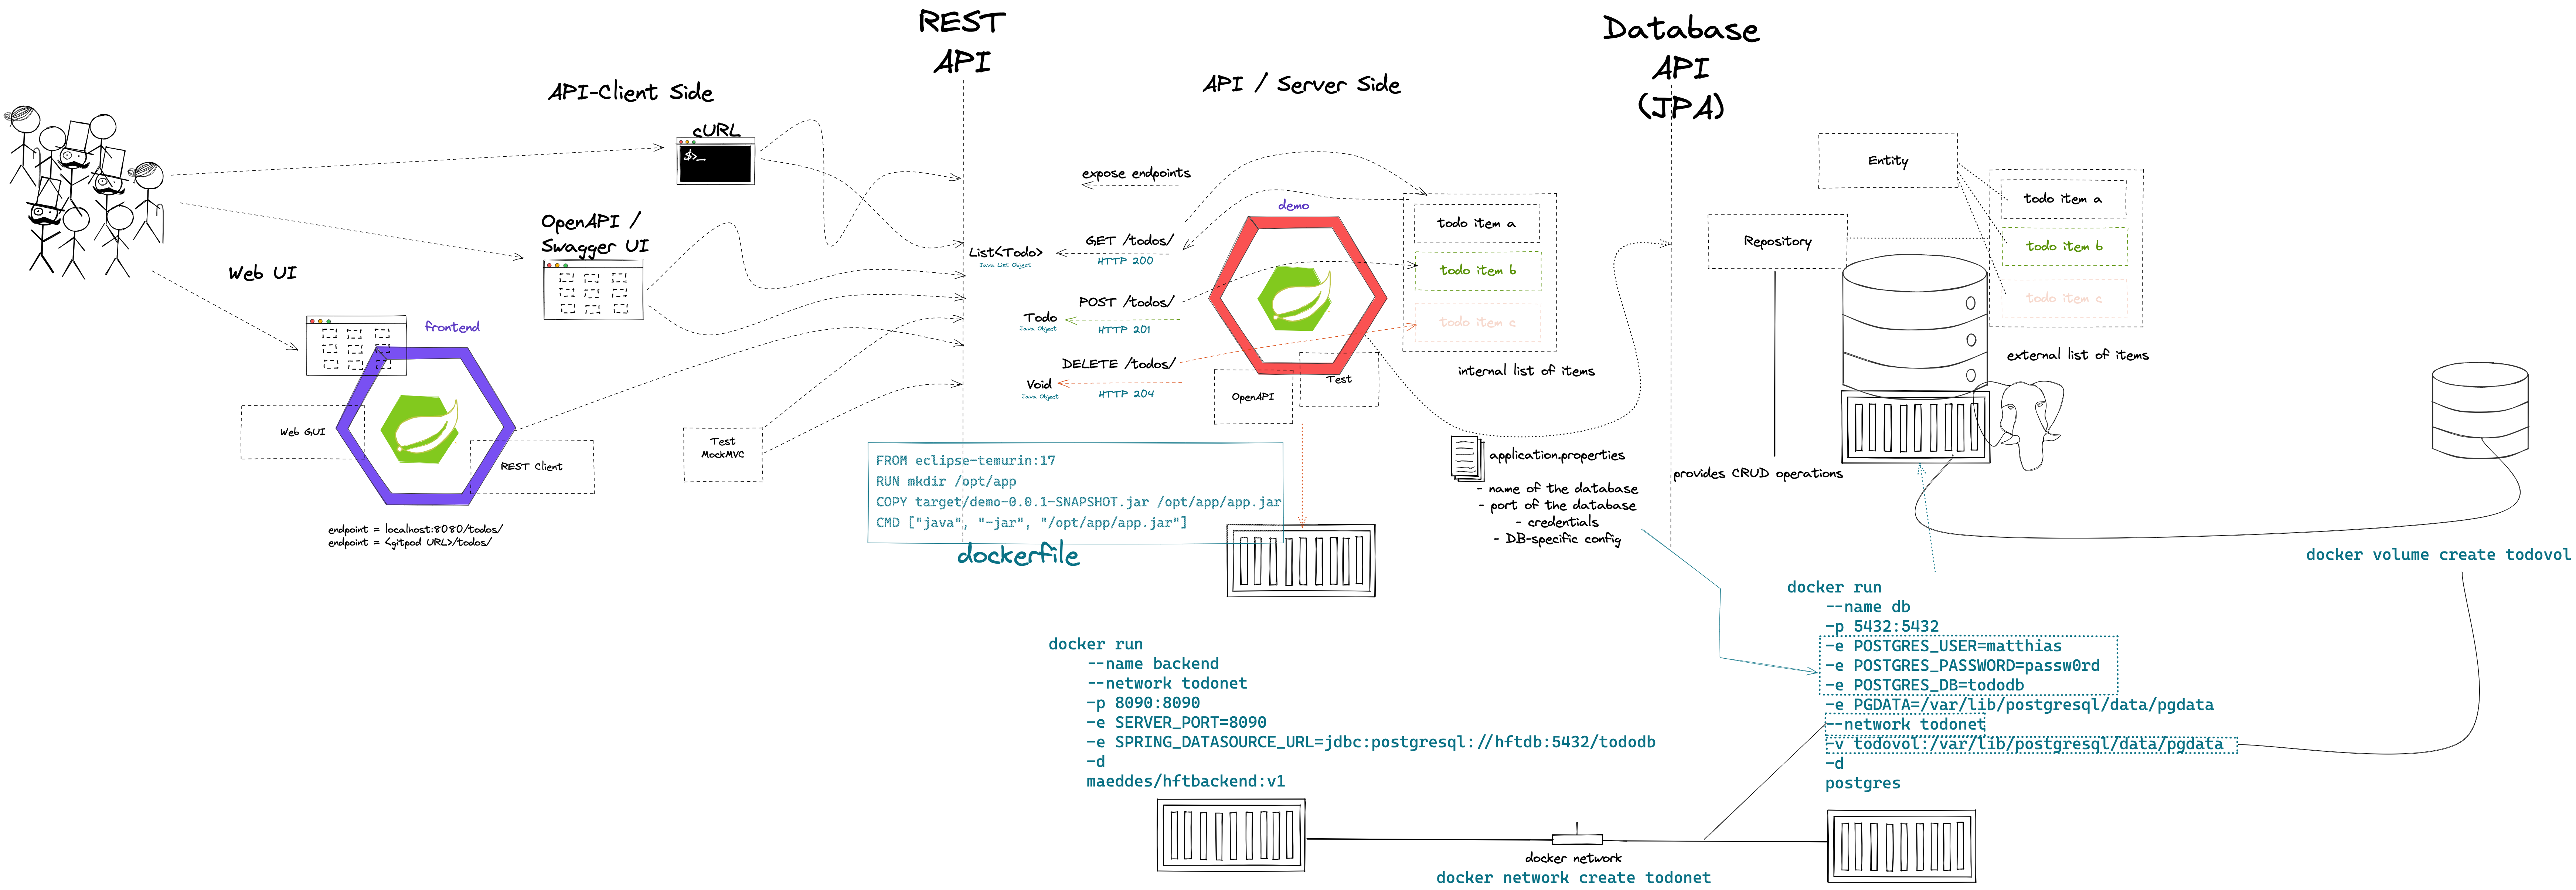 REST
API
Database
API
(JPA)
API-Client Side
API / Server Side
cURL
$>_
OpenAPI /
Swagger UI
Web UI
frontend
Web GUI
REST Client
endpoint = localhost:8080/todos/
endpoint = <gitpod URL>/todos/
Test
MockMVC
expose endpoints
List<Todo>
Java List Object
GET /todos/
HTTP 200
POST /todos/
Todo
Java Object
HTTP 201
DELETE /todos/
Void
Java Object
HTTP 204
demo
OpenAPI
Test
todo item a
todo item b
todo item c
internal list of items
FROM eclipse-temurin:17
RUN mkdir /opt/app
COPY target/demo-0.0.1-SNAPSHOT.jar /opt/app/app.jar
CMD ["java", "-jar", "/opt/app/app.jar"]
dockerfile
application.properties
- name of the database
- port of the database
- credentials
- DB-specific config
Entity
Repository
todo item a
todo item b
todo item c
external list of items
provides CRUD operations
docker volume create todovol
docker run
--name db
-p 5432:5432
-e POSTGRES_USER=matthias
-e POSTGRES_PASSWORD=passw0rd
-e POSTGRES_DB=tododb
-e PGDATA=/var/lib/postgresql/data/pgdata
--network todonet
-v todovol:/var/lib/postgresql/data/pgdata
-d
postgres
docker run
--name backend
--network todonet
-p 8090:8090
-e SERVER_PORT=8090
-e SPRING_DATASOURCE_URL=jdbc:postgresql://hftdb:5432/tododb
-d
maeddes/hftbackend:v1
docker network
docker network create todonet